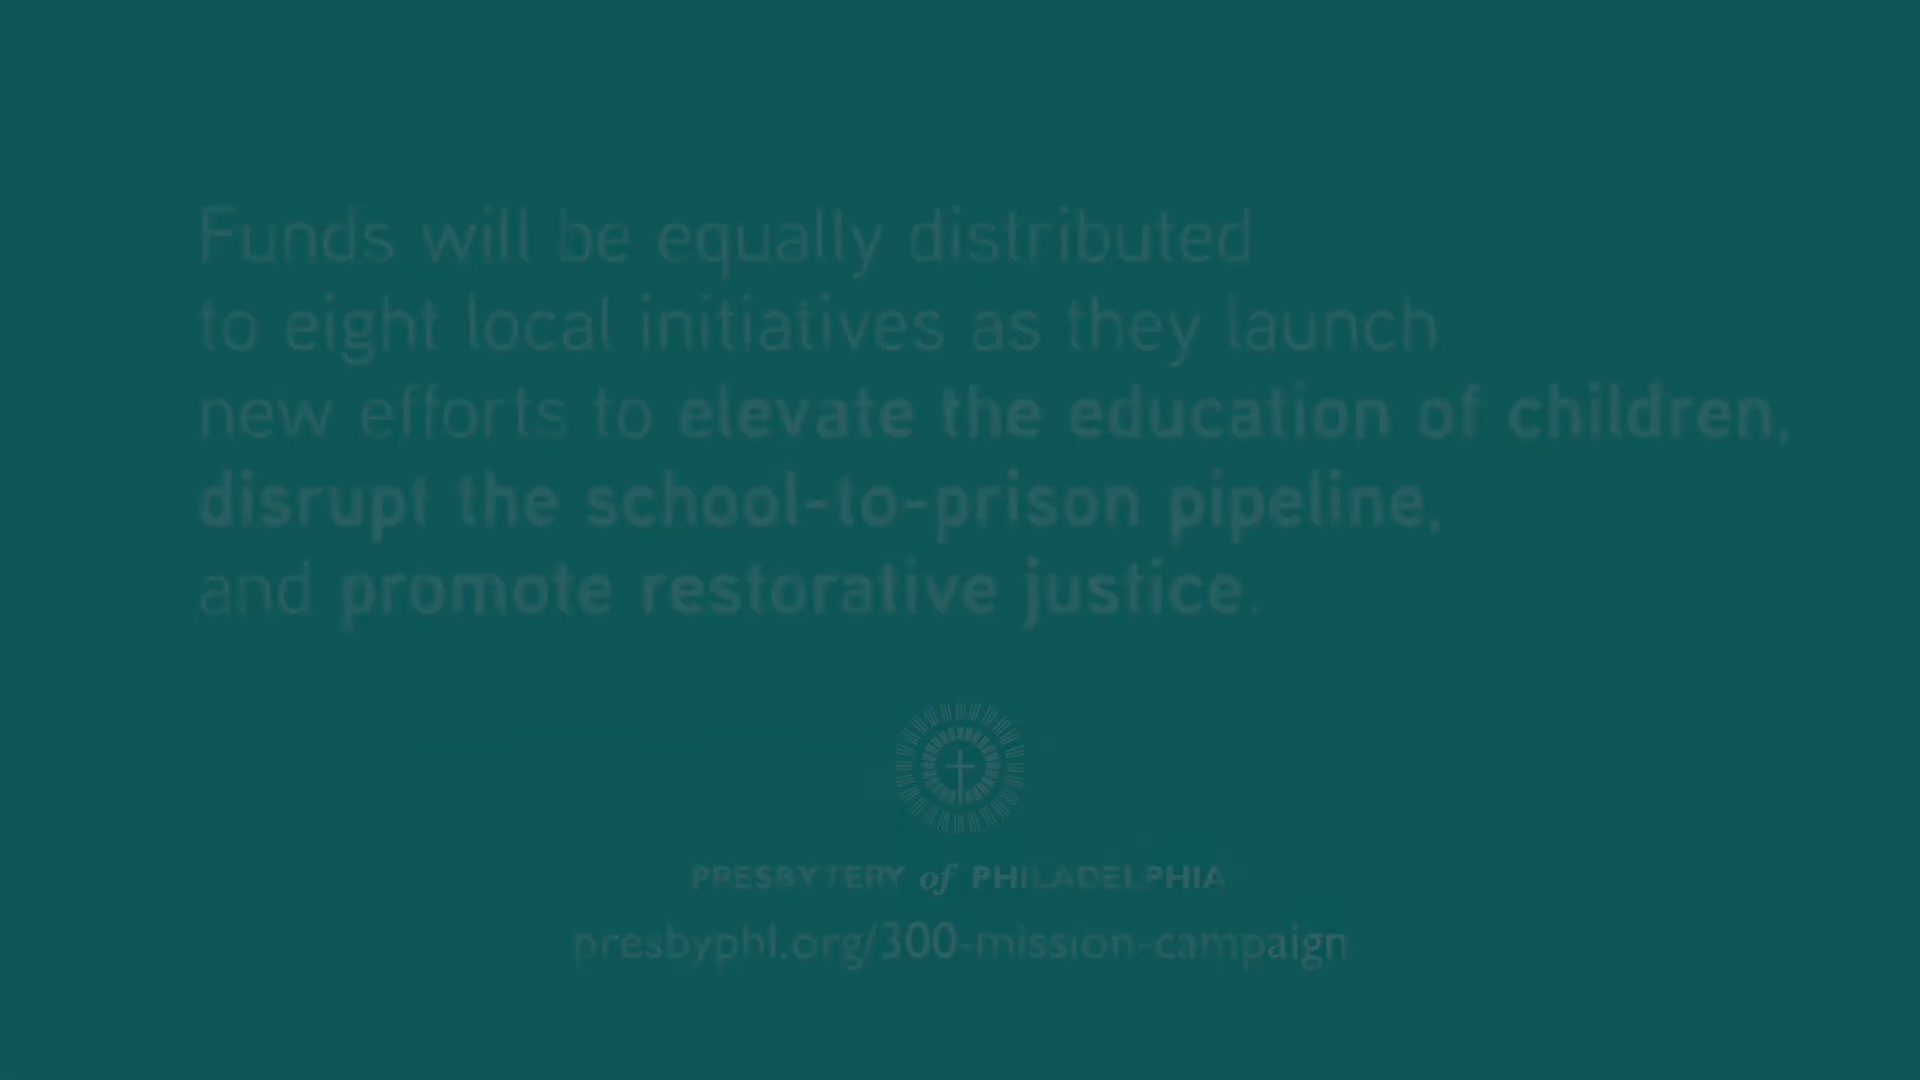 Funds will be equally distributed
to eight local initiatives as they launch
new efforts to elevate the education of children,
disrupt the school-to-prison pipeline,
and promote restorative justice.
PRESBYTERY of PHILADELPHIA
presbyphl.org/300-mission-campaign